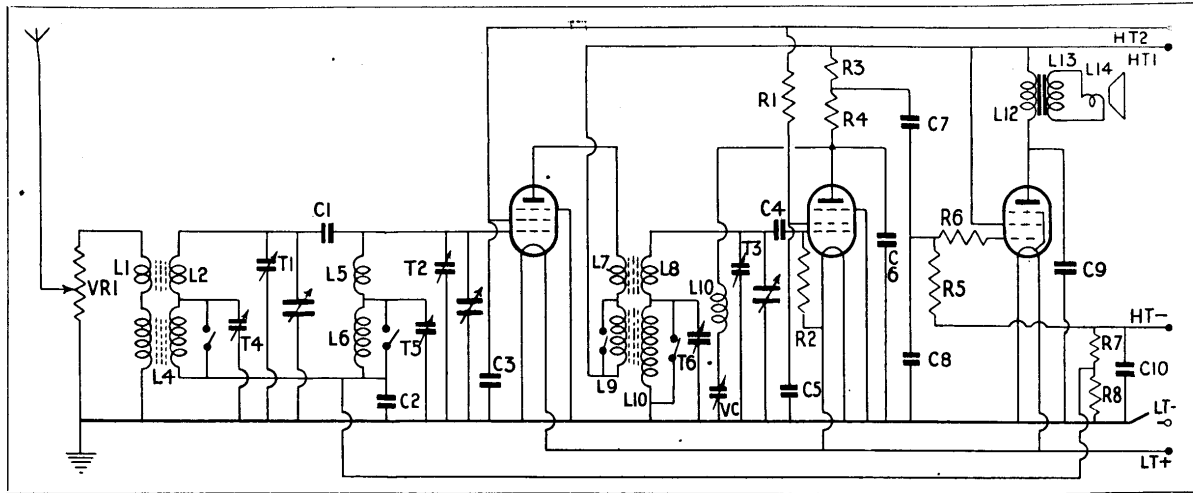 HT2
HT1
L13
L14
L12
R3
R1
R4
C7
C1
C4
R6
L1
L2
T1
L5
T2
L7
L8
T3
C6
C9
VR1
L10
R5
HT-
T4
L6
T5
R2
T6
C8
R7
C10
L4
C3
L9
C5
R8
C2
L10
VC
LT-
LT+